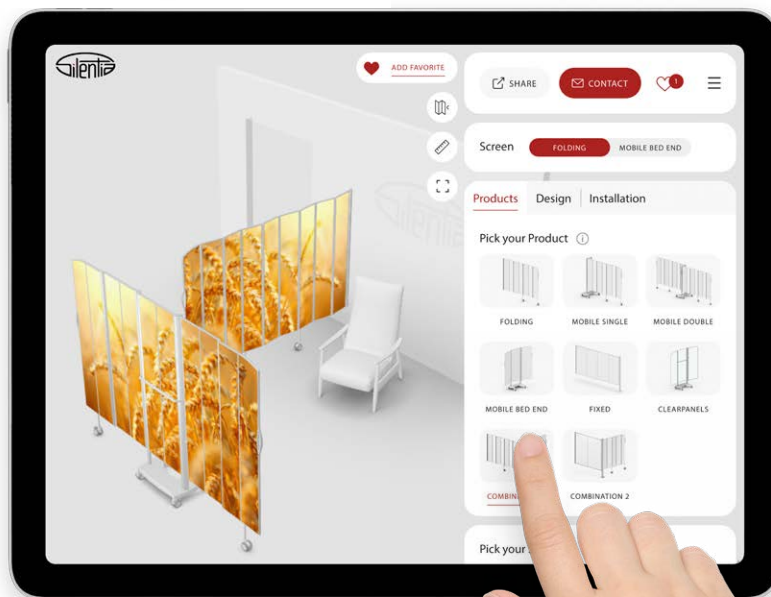 Silentia
ADD FAVORITE
SHARE
CONTACT
1
Screen
FOLDING
MOBILE BED END
Products
Design
Installation
Pick your Product
i
FOLDING
MOBILE SINGLE
MOBILE DOUBLE
MOBILE BED END
FIXED
CLEARPANELS
COMBINATION 2
Pick your